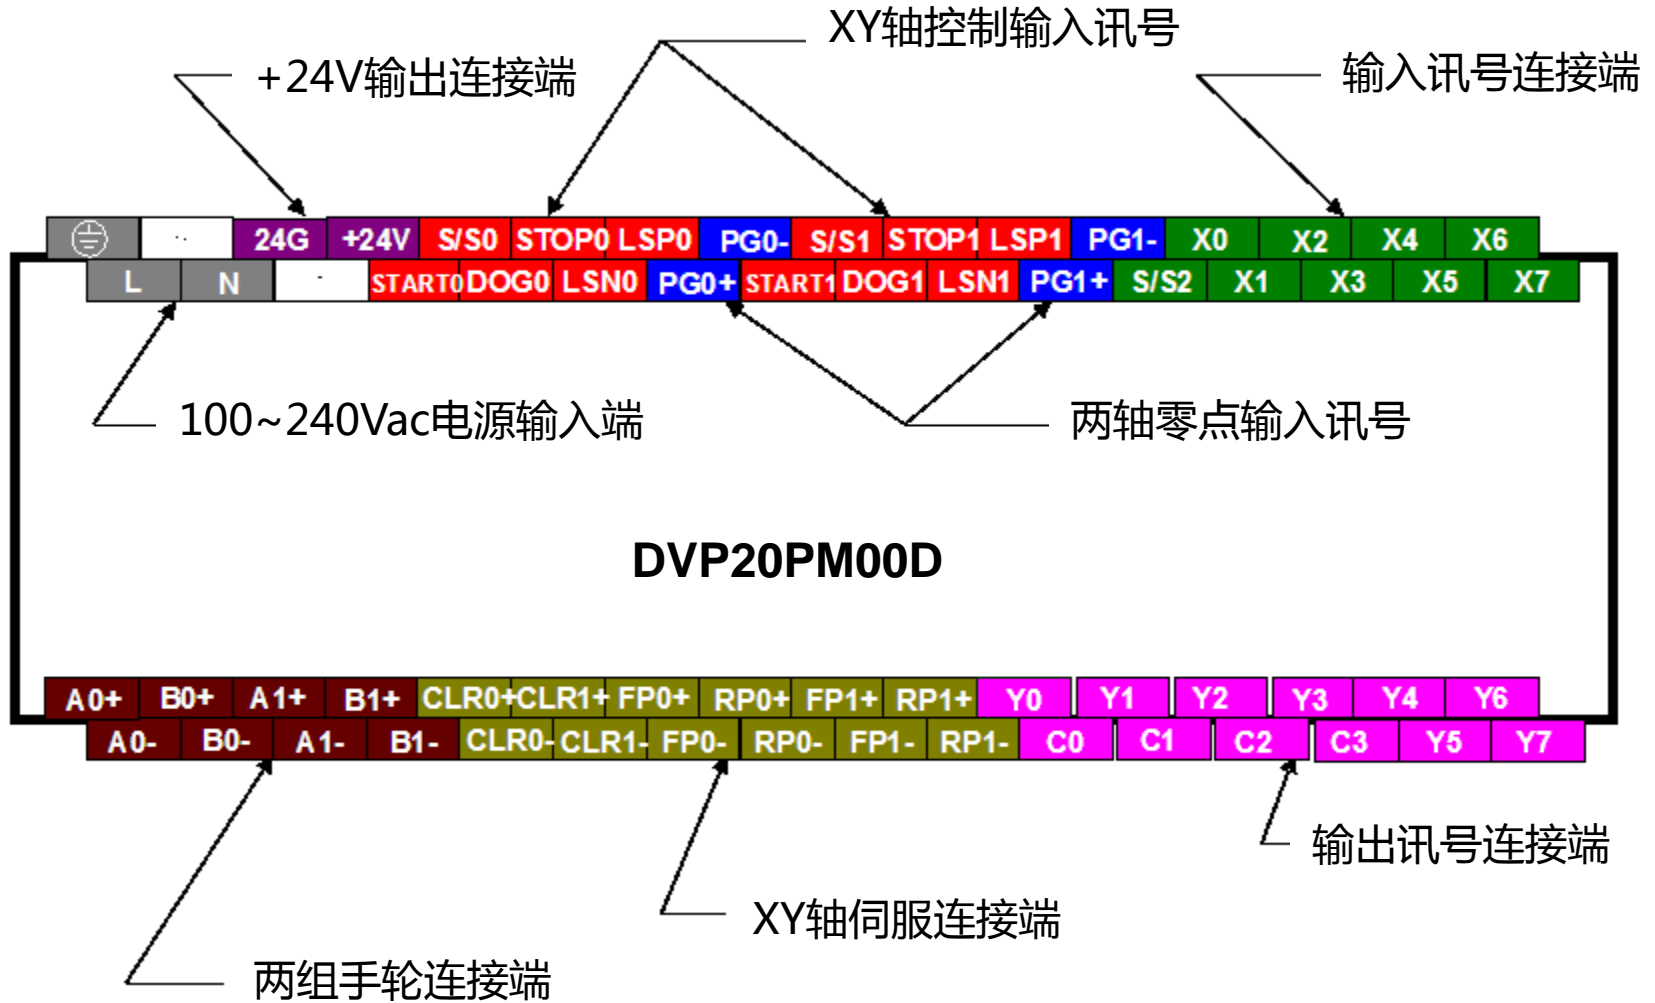 XY轴控制输入讯号
+24V输出连接端
输入讯号连接端
24G +24V S/S0 STOP0 LSP0 PG0- S/S1 STOP1 LSP1 PG1- X0 X2 X4 X6
L N START0 DOG0 LSN0 PG0+ START1 DOG1 LSN1 PG1+ S/S2 X1 X3 X5 X7
100~240Vac电源输入端
两轴零点输入讯号
DVP20PM00D
A0+ B0+ A1+ B1+ CLR0+ CLR1+ FP0+ RP0+ FP1+ RP1+ Y0 Y1 Y2 Y3 Y4 Y6
A0- B0- A1- B1- CLR0- CLR1- FP0- RP0- FP1- RP1- C0 C1 C2 C3 Y5 Y7
输出讯号连接端
XY轴伺服连接端
两组手轮连接端